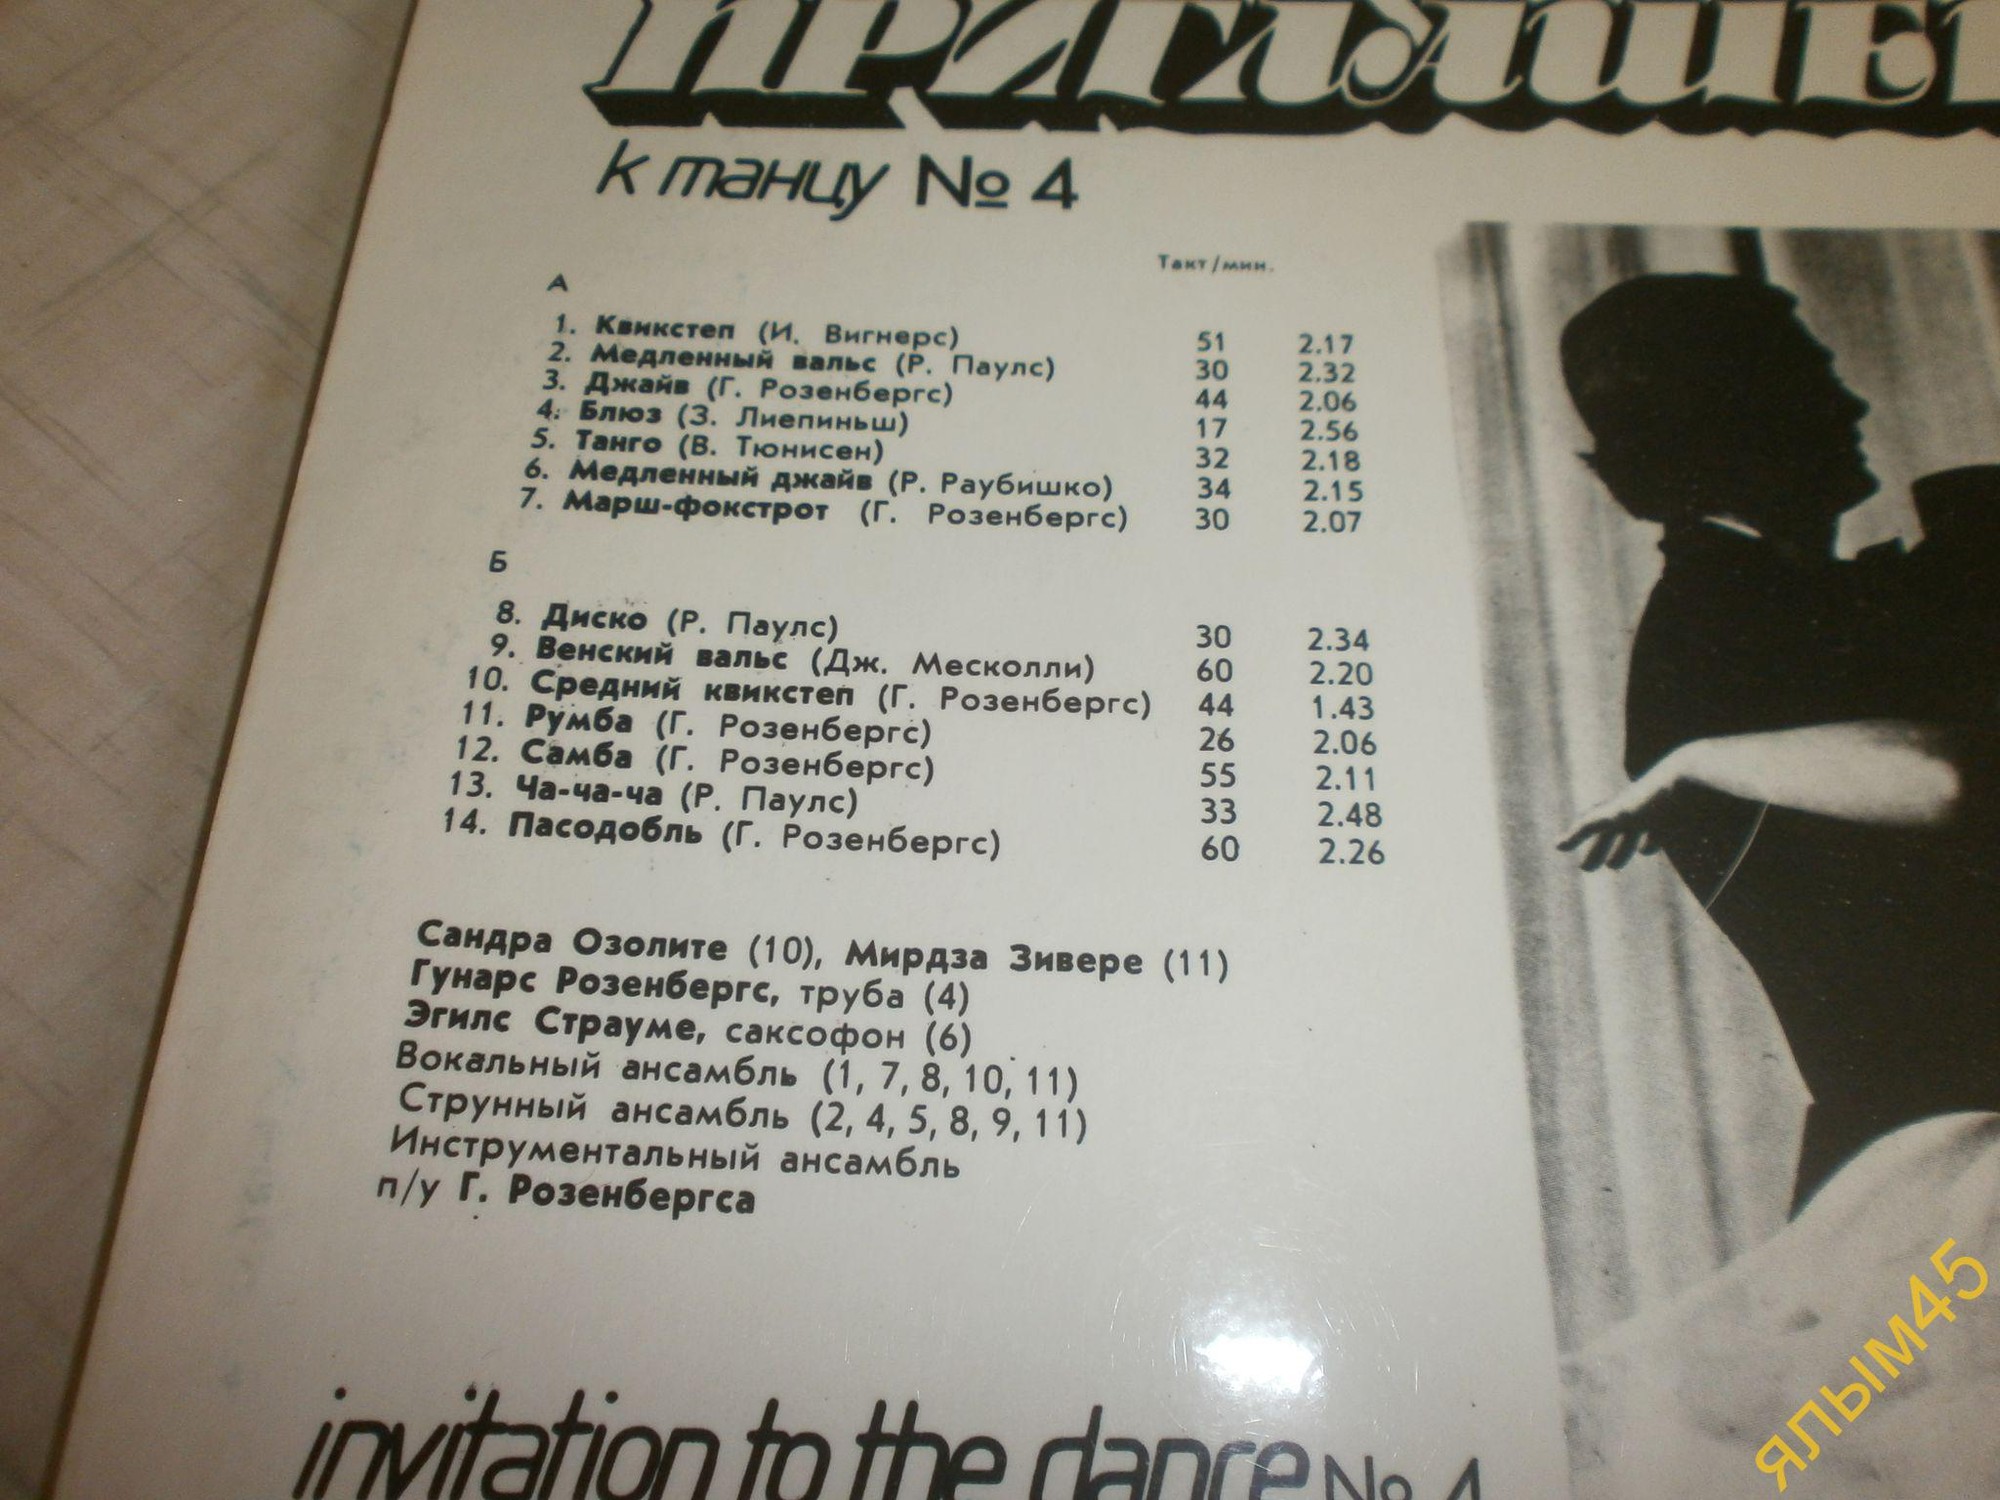 к танцу № 4
Такт/мин.
А
1. Квикстеп (И. Вигнерс) 51 2.17
2. Медленный вальс (Р. Паулс) 30 2.32
3. Джайв (Г. Розенбергс) 44 2.06
4. Блюз (З. Лиепиньш) 17 2.56
5. Танго (В. Тюнисен) 32 2.18
6. Медленный джайв (Р. Раубишко) 34 2.15
7. Марш-фокстрот (Г. Розенбергс) 30 2.07
Б
8. Диско (Р. Паулс) 30 2.34
9. Венский вальс (Дж. Месколли) 60 2.20
10. Средний квикстеп (Г. Розенбергс) 44 1.43
11. Румба (Г. Розенбергс) 26 2.06
12. Самба (Г. Розенбергс) 55 2.11
13. Ча-ча-ча (Р. Паулс) 33 2.48
14. Пасодобль (Г. Розенбергс) 60 2.26
Сандра Озолите (10), Мирдза Зивере (11)
Гунарс Розенбергс, труба (4)
Эгилс Страуме, саксофон (6)
Вокальный ансамбль (1, 7, 8, 10, 11)
Струнный ансамбль (2, 4, 5, 8, 9, 11)
Инструментальный ансамбль
п/у Г. Розенбергса
invitation to the dance № 4
ялым45